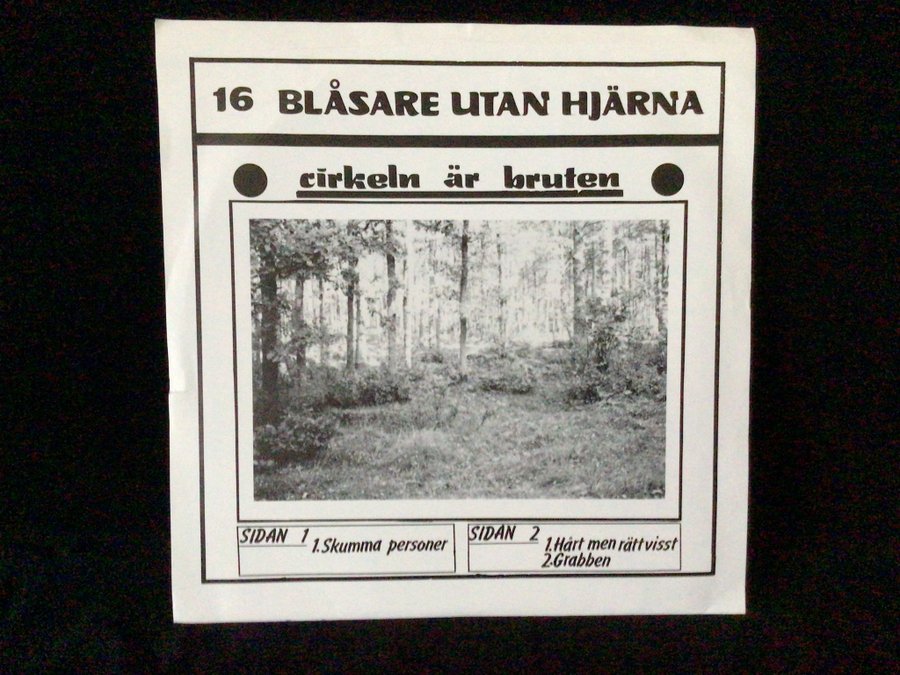 16 BLÅSARE UTAN HJÄRNA
cirkeln är bruten
SIDAN 1
1. Skumma personer
SIDAN 2
1. Hårt men rättvisst
2. Grabben